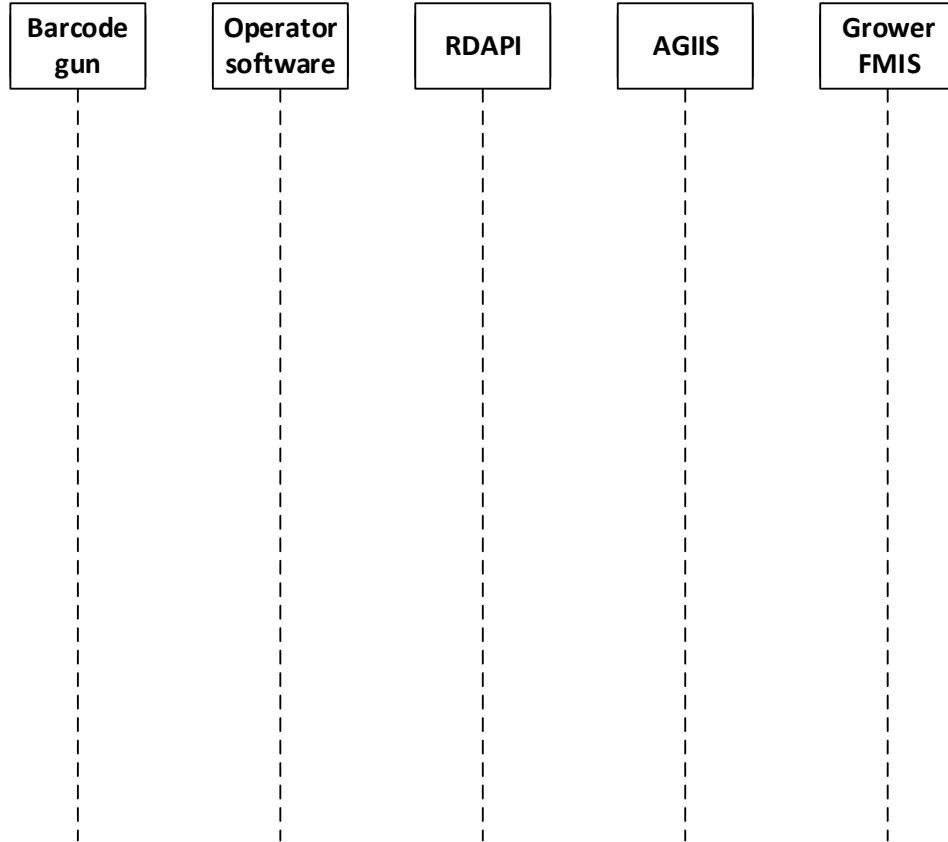 Barcode
gun
Operator
software
RDAPI
AGIIS
Grower
FMIS